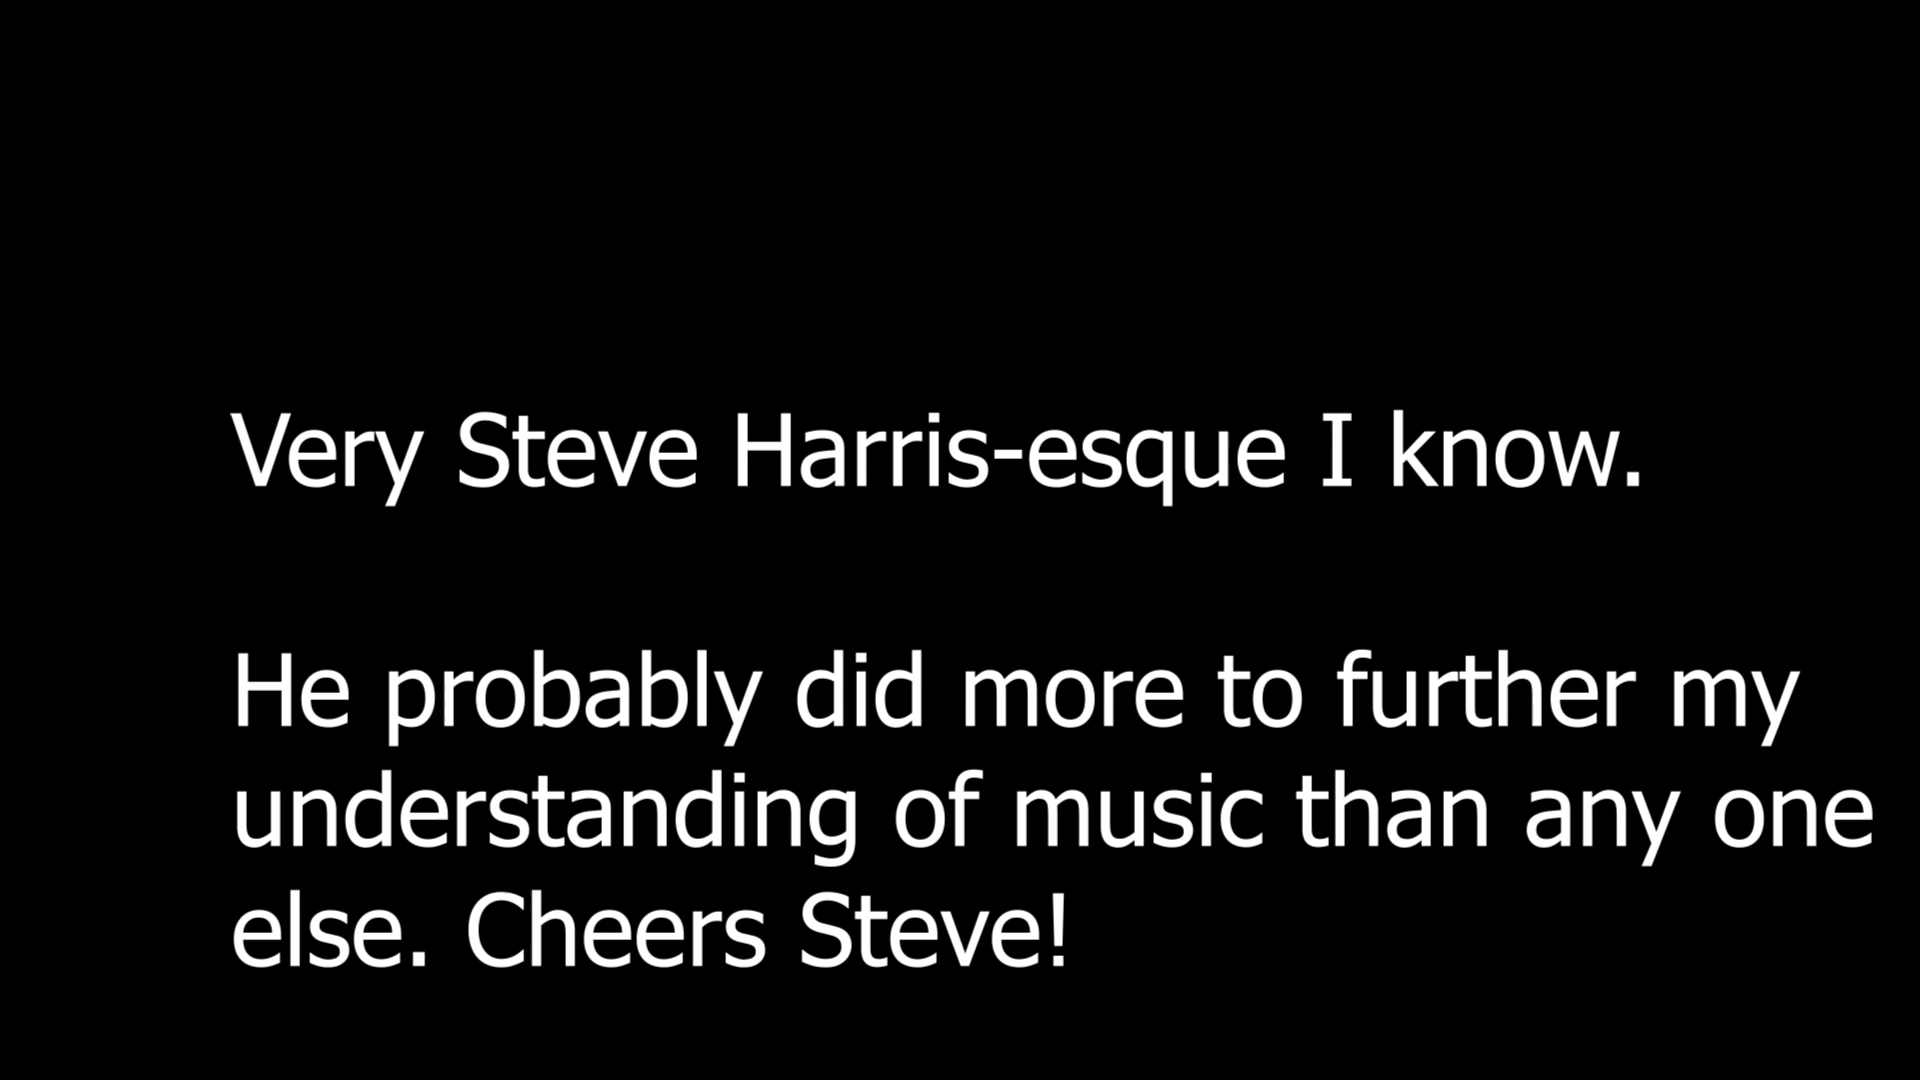 Very Steve Harris-esque I know.
He probably did more to further my
understanding of music than any one
else. Cheers Steve!